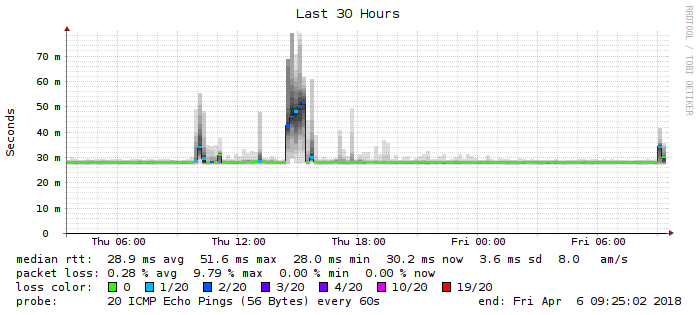 Last 30 Hours
RRDTOOL / TOBI OETIKER
Seconds
70 m
60 m
50 m
40 m
30 m
20 m
10 m
0
Thu 06:00 Thu 12:00 Thu 18:00 Fri 00:00 Fri 06:00
median rtt: 28.9 ms avg 51.6 ms max 28.0 ms min 30.2 ms now 3.6 ms sd 8.0 am/s
packet loss: 0.28 % avg 9.79 % max 0.00 % min 0.00 % now
loss color: 0 1/20 2/20 3/20 4/20 10/20 19/20
probe: 20 ICMP Echo Pings (56 Bytes) every 60s end: Fri Apr 6 09:25:02 2018